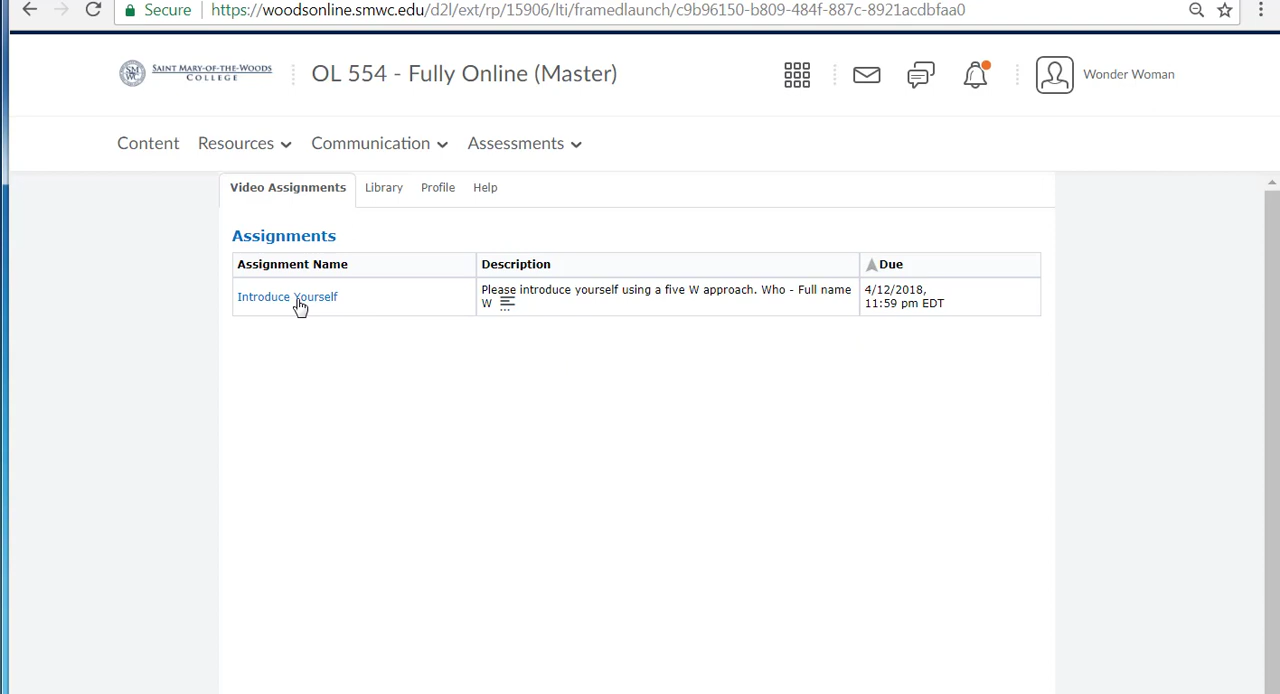 Secure https://woodsonline.smwc.edu/d2l/ext/rp/15906/lti/framedlaunch/c9b96150-b809-484f-887c-8921acdbfaa0
SAINT MARY-OF-THE-WOODS
COLLEGE
OL 554 - Fully Online (Master)
Wonder Woman
Content Resources Communication Assessments
Video Assignments Library Profile Help
Assignments
Assignment Name Description Due
Introduce Yourself Please introduce yourself using a five W approach. Who - Full name 4/12/2018,
W 11:59 pm EDT